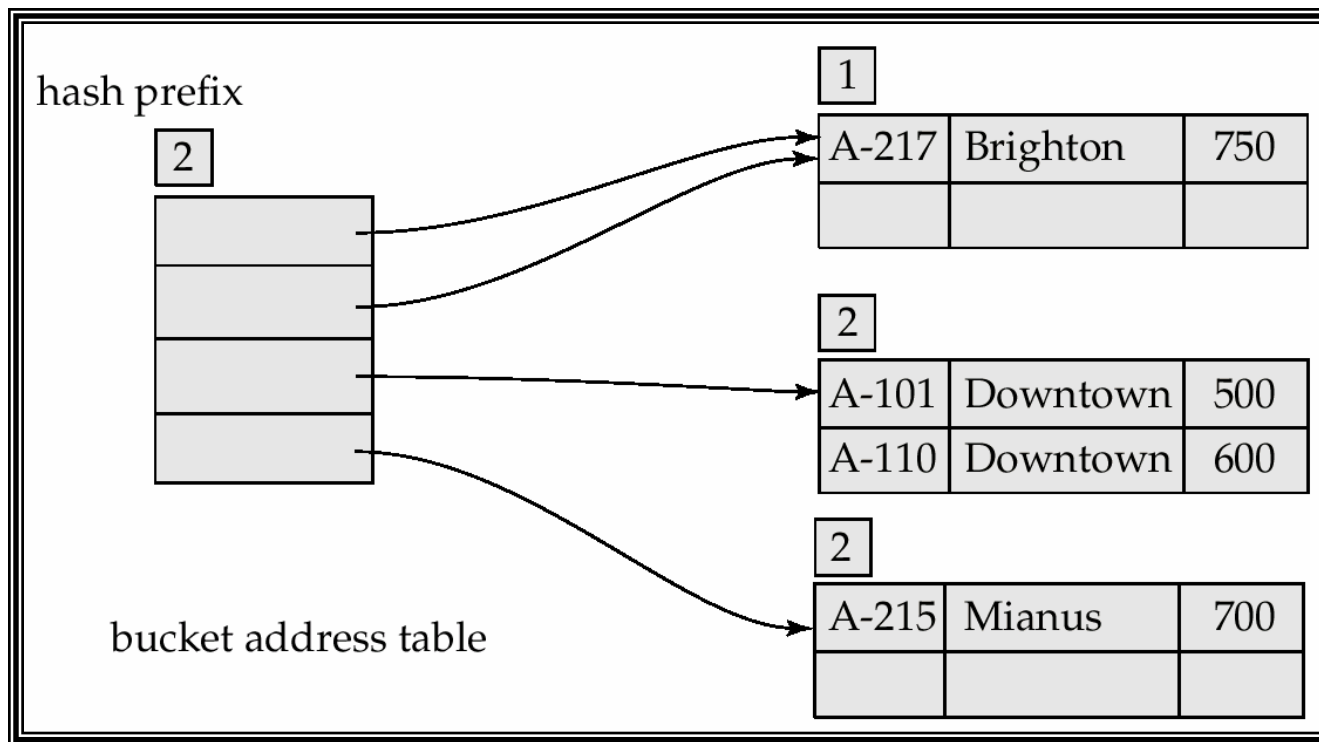 hash prefix
2
bucket address table
1
A-217 Brighton 750
2
A-101 Downtown 500
A-110 Downtown 600
2
A-215 Mianus 700